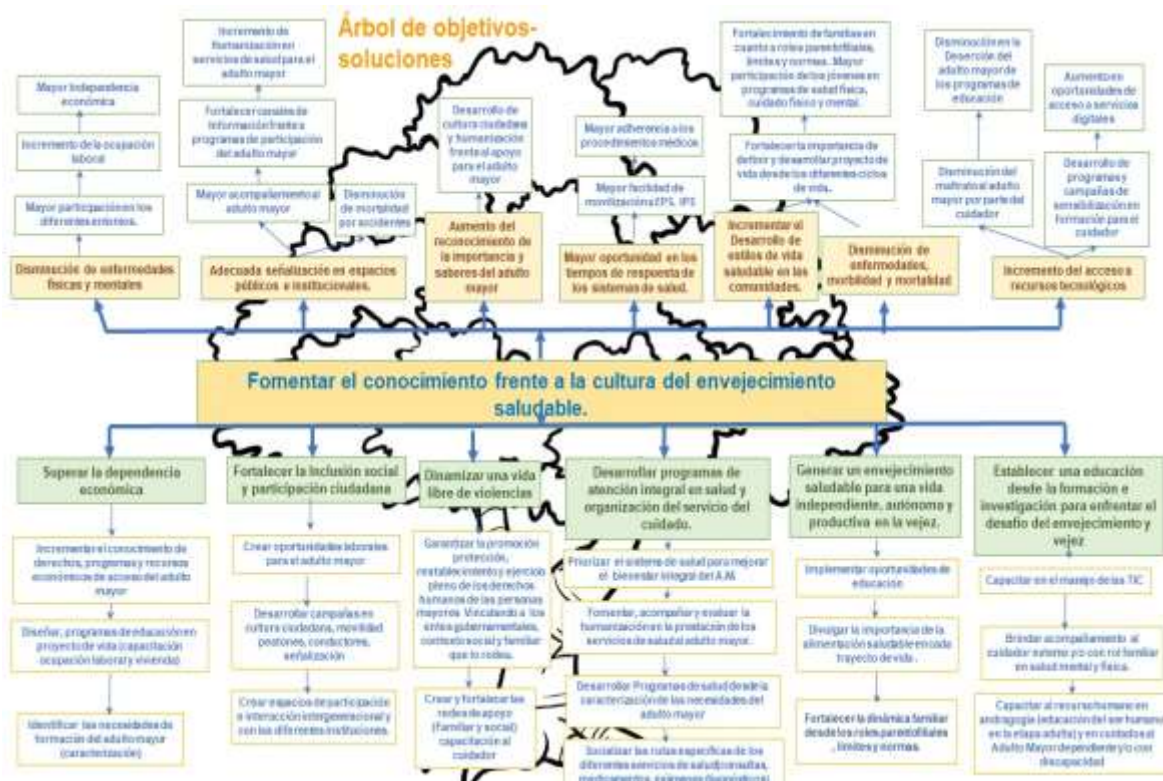 Árbol de objetivos-
soluciones
Incremento de
Humanización en
servicios de salud para el
adulto mayor
Fortalecer canales de
información frente a
programas de participación
del adulto mayor
Mayor acompañamiento al
adulto mayor
Disminución
de mortalidad
por accidentes
Mayor independencia
económica
Incremento de la ocupación
laboral
Mayor participación en los
diferentes entornos.
Desarrollo de
cultura ciudadana
y humanización
frente al apoyo
para el adulto
mayor
Mayor adherencia a los
procedimientos médicos
Mayor facilidad de
movilización a EPS, IPS
Fortalecimiento de familias en
cuanto a roles parentofiliales,
límites y normas. Mayor
participación de los jóvenes en
programas de salud física,
cuidado físico y mental.
Fortalecer la importancia de
definir y desarrollar proyecto de
vida desde los diferentes ciclos
de vida.
Disminución en la
Deserción del
adulto mayor de
los programas de
educación
Disminución del
maltrato al adulto
mayor por parte del
cuidador
Aumento en
oportunidades de
acceso a servicios
digitales
Desarrollo de
programas y
campañas de
sensibilización en
formación para el
cuidador
Disminución de enfermedades
físicas y mentales
Adecuada señalización en espacios
públicos e institucionales.
Aumento del
reconocimiento de
la importancia y
saberes del adulto
mayor
Mayor oportunidad en los
tiempos de respuesta de
los sistemas de salud.
Incrementar el
Desarrollo de
estilos de vida
saludable en las
comunidades.
Disminución de
enfermedades,
morbilidad y mortalidad.
Incremento del acceso a
recursos tecnológicos
Fomentar el conocimiento frente a la cultura del envejecimiento
saludable.
Superar la dependencia
económica
Incrementar el conocimiento de
derechos, programas y recursos
económicos de acceso del adulto
mayor
Diseñar, programas de educación en
proyecto de vida (capacitación
ocupación laboral y vivienda)
Identificar las necesidades de
formación del adulto mayor
(caracterización)
Fortalecer la Inclusión social
y participación ciudadana
Crear oportunidades laborales
para el adulto mayor
Desarrollar campañas en
cultura ciudadana, movilidad
peatones, conductores,
señalización
Crear espacios de participación
e interacción intergeneracional y
con las diferentes instituciones.
Dinamizar una vida
libre de violencias
Garantizar la promoción
protección,
restablecimiento y ejercicio
pleno de los derechos
humanos de las personas
mayores. Vinculando a los
entes gubernamentales,
contexto social y familiar
que lo rodea.
Crear y fortalecer las
redes de apoyo
(familiar y social)
capacitación al
cuidador
Desarrollar programas de
atención integral en salud y
organización del servicio del
cuidado.
Priorizar el sistema de salud para mejorar
el bienestar integral del A.M.
Fomentar, acompañar y evaluar la
humanización en la prestación de los
servicios de salud al adulto mayor.
Desarrollar Programas de salud desde la
caracterización de las necesidades del
adulto mayor
Socializar las rutas específicas de los
diferentes servicios de salud(consultas,
medicamentos, exámenes diagnósticos)
Generar un envejecimiento
saludable para una vida
independiente, autónoma y
productiva en la vejez.
Implementar oportunidades de
educación
Divulgar la importancia de la
alimentación saludable en cada
trayecto de vida .
Fortalecer la dinámica familiar
desde los roles parentofiliales
, límites y normas.
Establecer una educación
desde la formación e
investigación para enfrentar el
desafío del envejecimiento y
vejez
Capacitar en el manejo de las TIC
Brindar acompañamiento al
cuidador externo y/o con rol familiar
en salud mental y física.
Capacitar al recurso humano en
andragogía (educación del ser humano
en la etapa adulta) y en cuidados al
Adulto Mayor dependiente y/o con
discapacidad